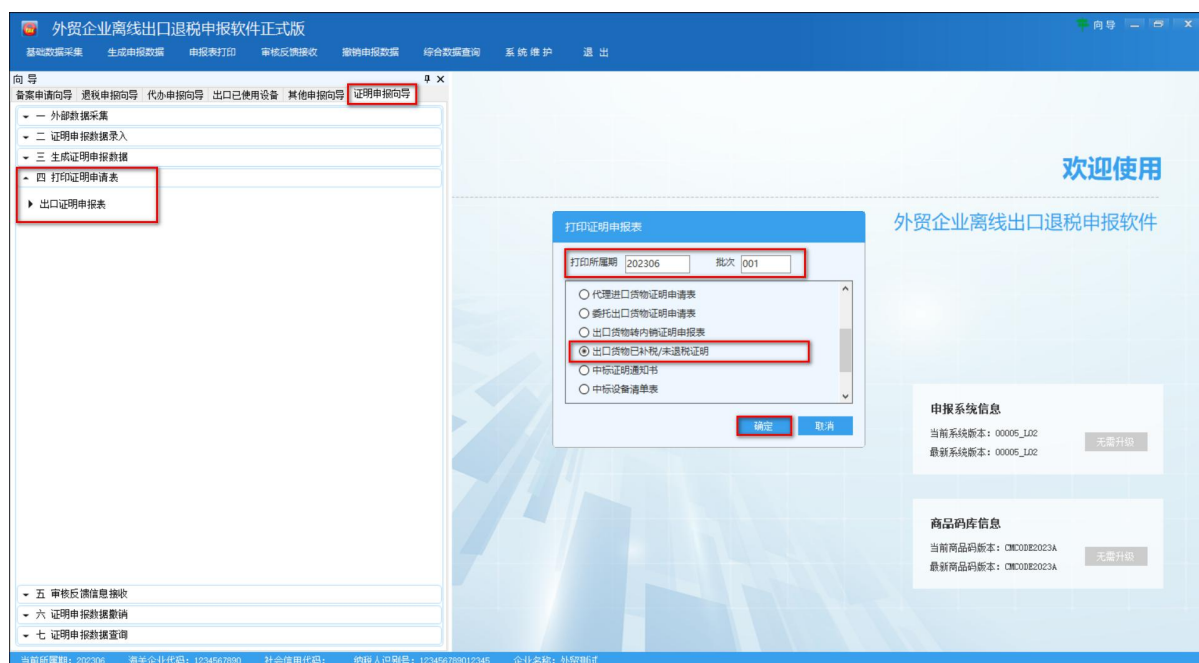 外贸企业离线出口退税申报软件正式版
向导
基础数据采集 生成申报数据 申报表打印 审核反馈接收 撤销申报数据 综合数据查询 系统维护 退出
向导
备案申请向导 退税申报向导 代办申报向导 出口已使用设备 其他申报向导 证明申报向导
一 外部数据采集
二 证明申报数据录入
三 生成证明申报数据
四 打印证明申请表
出口证明申报表
欢迎使用
外贸企业离线出口退税申报软件
打印证明申报表
打印所属期 202306 批次 001
代理进口货物证明申请表
委托出口货物证明申请表
出口货物转内销证明申报表
出口货物已补税/未退税证明
中标证明通知书
中标设备清单表
确定 取消
申报系统信息
当前系统版本：00005_L02
最新系统版本：00005_L02
无需升级
商品码库信息
当前商品码版本：CMCODE2023A
最新商品码版本：CMCODE2023A
无需升级
五 审核反馈信息接收
六 证明申报数据撤销
七 证明申报数据查询
当前所属期：202306 海关企业代码：1234567890 社会信用代码： 纳税人识别号：123456789012345 企业名称：外贸测试